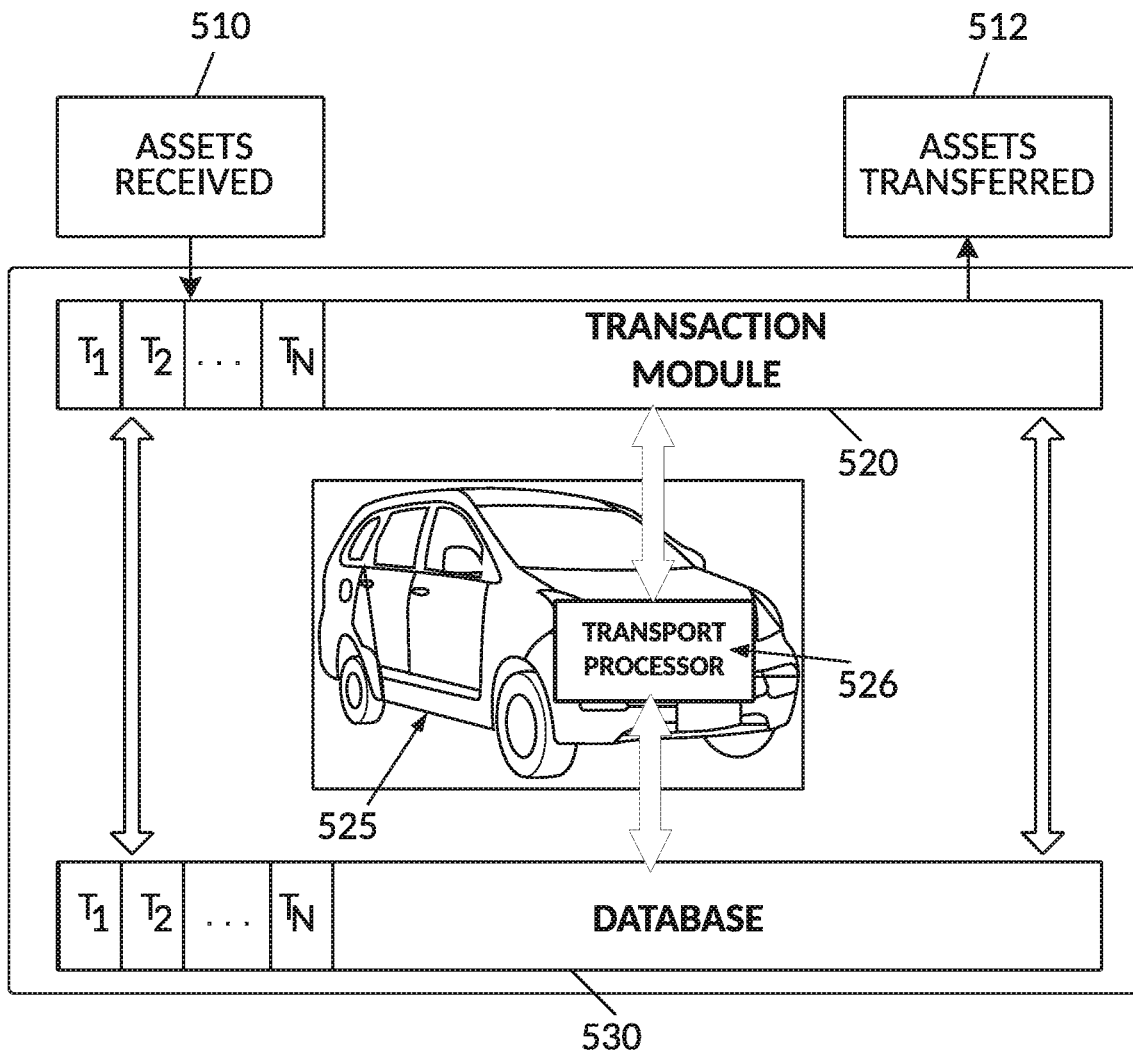 510
512
ASSETS
RECEIVED
ASSETS
TRANSFERRED
T1 T2 ... TN
TRANSACTION
MODULE
520
TRANSPORT
PROCESSOR
526
525
T1 T2 ... TN
DATABASE
530